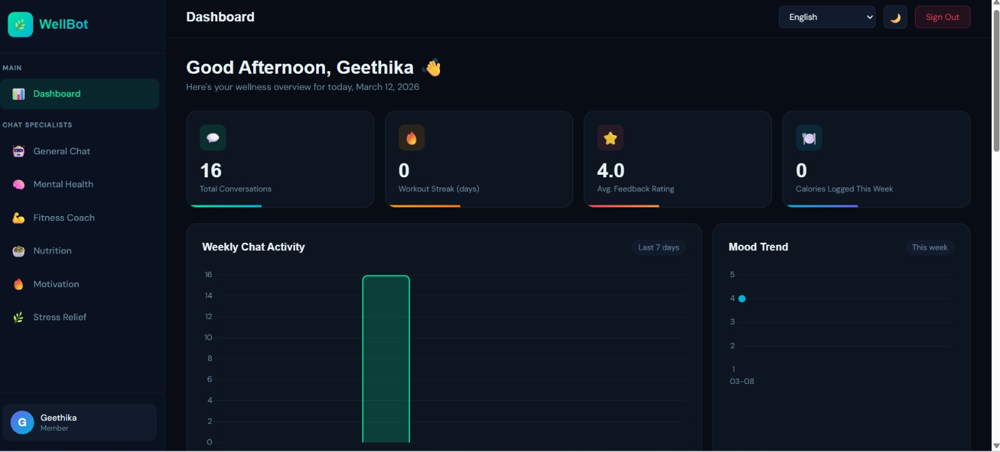 WellBot
MAIN
Dashboard
CHAT SPECIALISTS
General Chat
Mental Health
Fitness Coach
Nutrition
Motivation
Stress Relief
G
Geethika
Member
Dashboard
English
Sign Out
Good Afternoon, Geethika 👋
Here's your wellness overview for today, March 12, 2026
16
Total Conversations
0
Workout Streak (days)
4.0
Avg. Feedback Rating
0
Calories Logged This Week
Weekly Chat Activity
Last 7 days
16
14
12
10
8
6
4
2
0
Mood Trend
This week
5
4
3
2
1
03-08